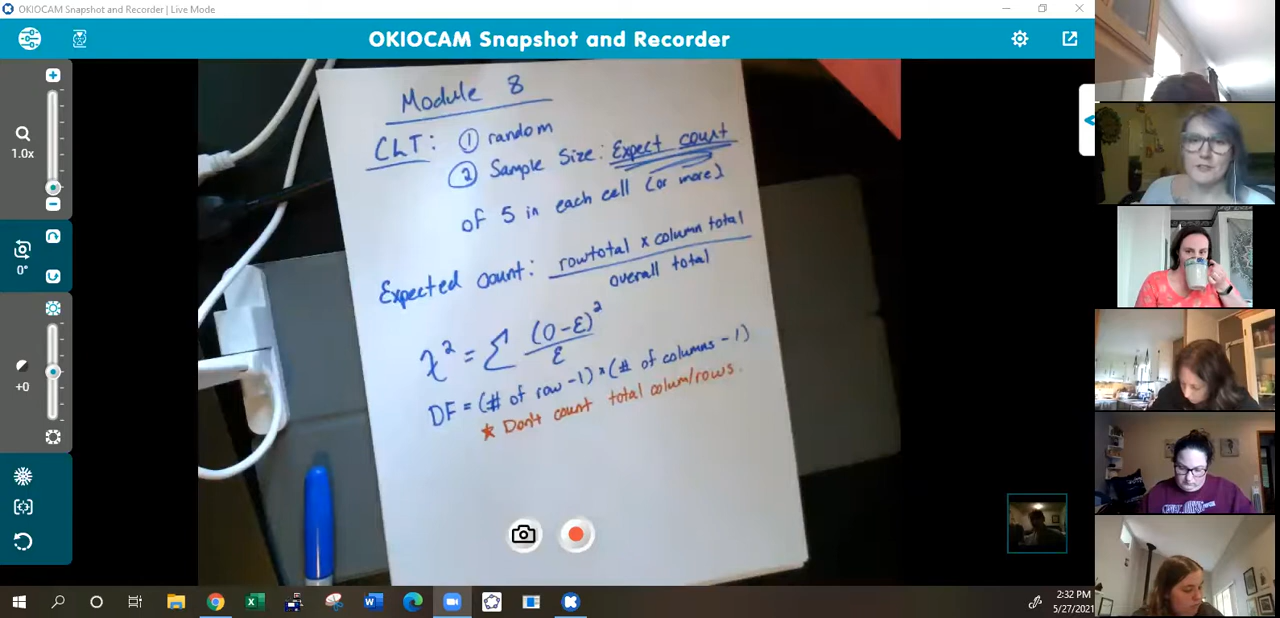 OKIOCAM Snapshot and Recorder | Live Mode
OKIOCAM Snapshot and Recorder
1.0x
0°
+0
Module 8
CLT: ① random
② Sample Size: Expect count
of 5 in each cell (or more)
Expected count: rowtotal x column total
overall total
χ² = Σ (O-E)²
E
DF = (# of row -1) * (# of columns -1)
* Don't count total colum/rows.
2:32 PM
5/27/2021